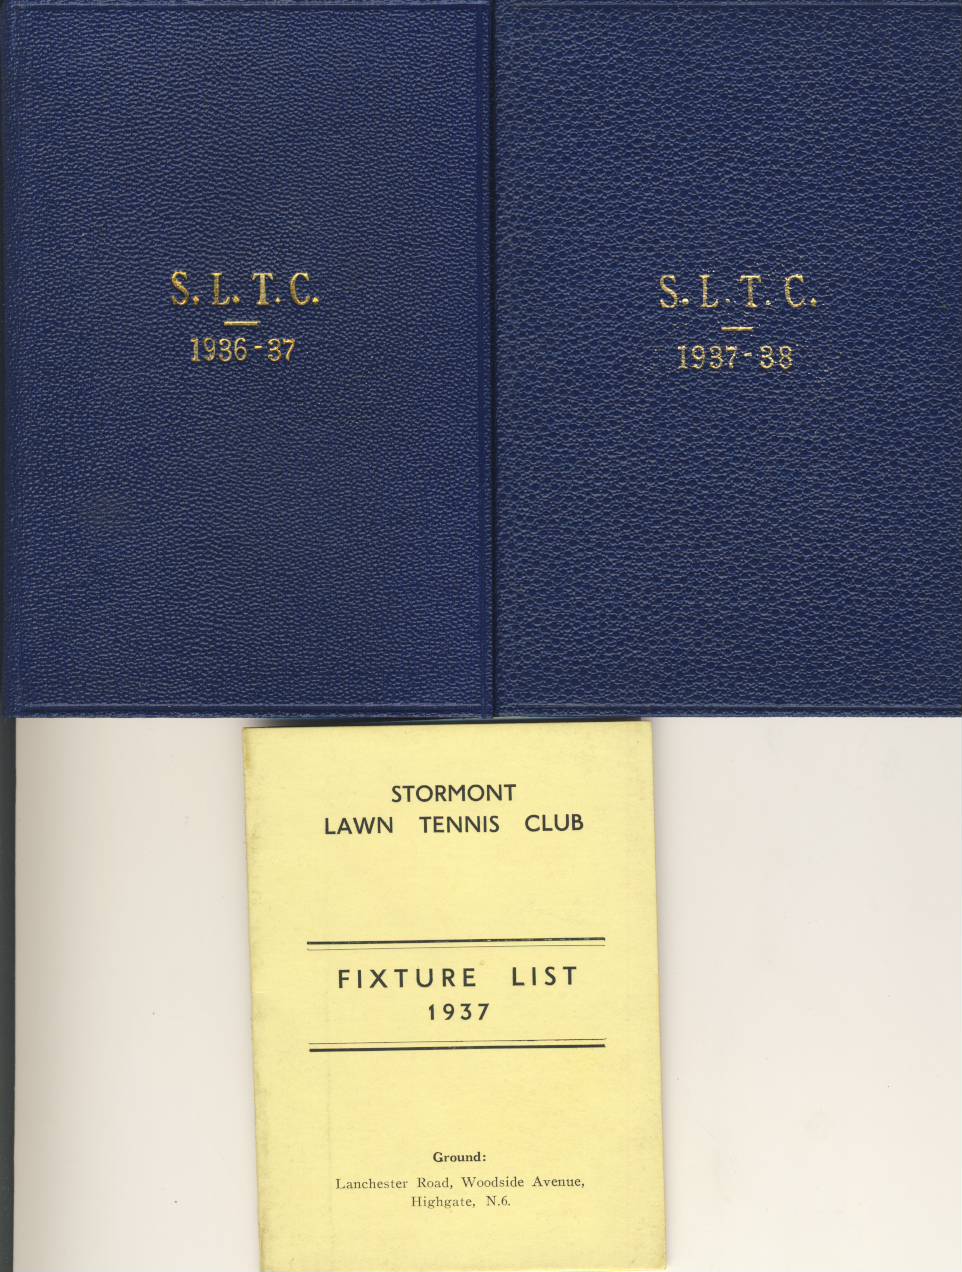 S. L. T. C.
1936-37
S. L. T. C.
1937-38
STORMONT
LAWN TENNIS CLUB
FIXTURE LIST
1937
Ground:
Lanchester Road, Woodside Avenue,
Highgate, N.6.